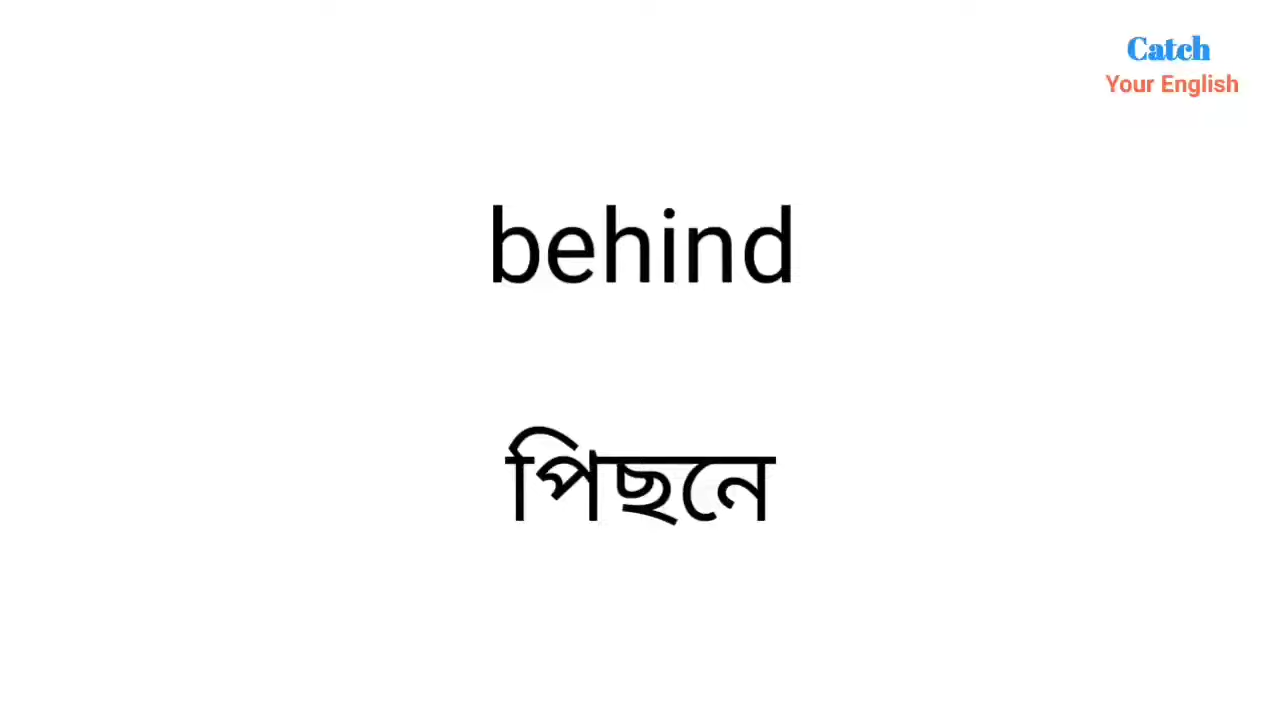 Catch
Your English
behind
পিছনে